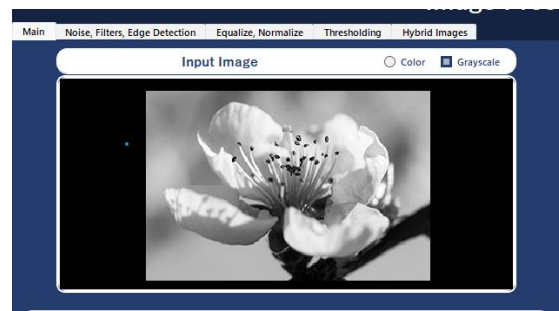 Main Noise, Filters, Edge Detection Equalize, Normalize Thresholding Hybrid Images
Input Image Color Grayscale